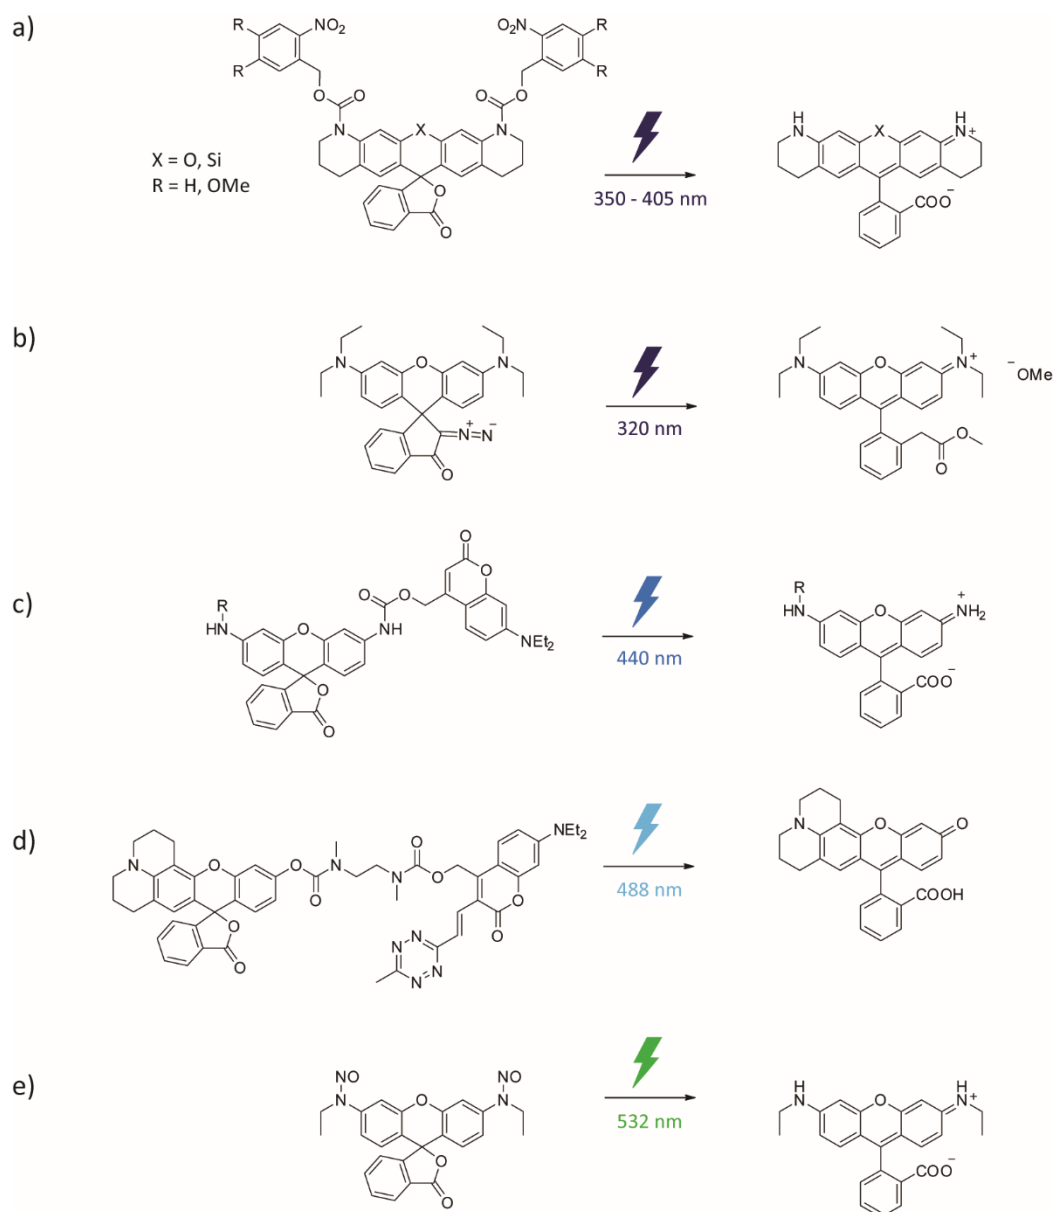 a)
R
NO₂
O₂N
R
R
R
O
O
O
O
N
X
N
O
O
X = O, Si
R = H, OMe
350 - 405 nm
H
N
X
H
N
+
COO⁻
b)
N
O
N
N
+
N
−
O
320 nm
N
O
N
+
O
O
−
OMe
c)
O
O
O
O
R
HN
O
NH
NEt₂
O
O
440 nm
R
HN
O
+
NH₂
COO⁻
d)
NEt₂
N
O
O
O
N
N
O
O
O
O
O
O
N
N
N
N
488 nm
N
O
O
COOH
e)
NO
NO
N
O
N
O
O
532 nm
HN
O
H
N
+
COO⁻